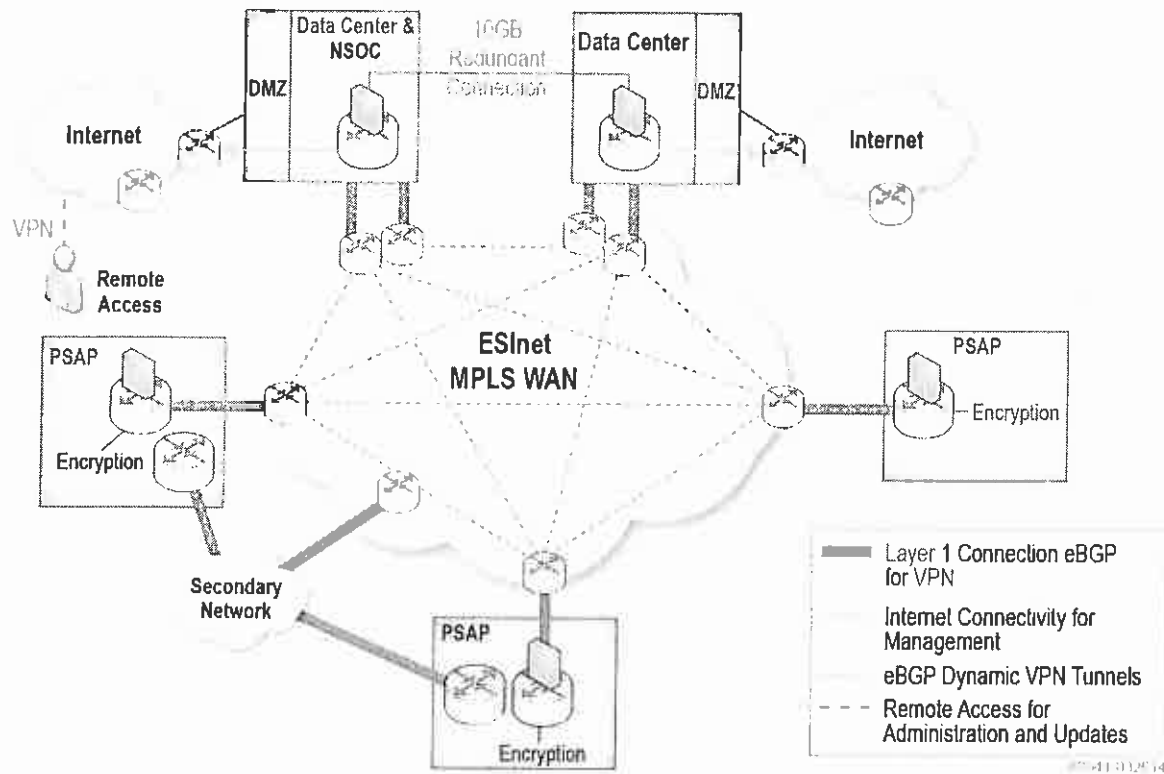 Data Center &
NSOC
10GB
Redundant
Connection
Data Center
DMZ
DMZ
Internet
Internet
VPN
Remote
Access
PSAP
Encryption
ESInet
MPLS WAN
PSAP
Encryption
Secondary
Network
PSAP
Encryption
Layer 1 Connection eBGP
for VPN
Internet Connectivity for
Management
eBGP Dynamic VPN Tunnels
Remote Access for
Administration and Updates